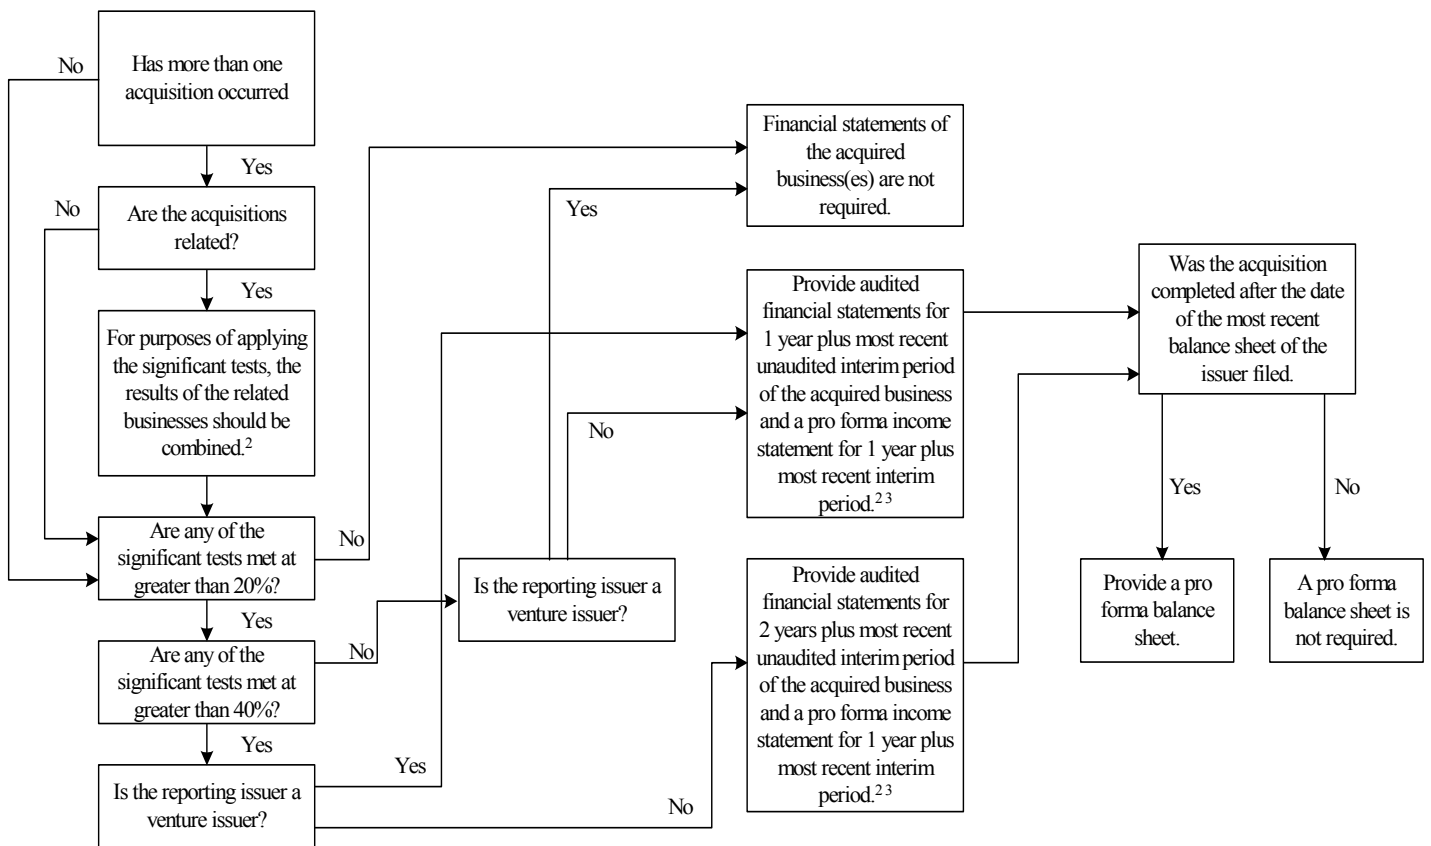 No
Has more than one
acquisition occurred
Yes
No
Are the acquisitions
related?
Yes
For purposes of applying
the significant tests, the
results of the related
businesses should be
combined.2
Are any of the
significant tests met at
greater than 20%?
No
Yes
Are any of the
significant tests met at
greater than 40%?
No
Yes
Is the reporting issuer a
venture issuer?
Yes
No
Is the reporting issuer a
venture issuer?
Yes
No
Financial statements of
the acquired
business(es) are not
required.
Provide audited
financial statements for
1 year plus most recent
unaudited interim period
of the acquired business
and a pro forma income
statement for 1 year plus
most recent interim
period.2 3
Provide audited
financial statements for
2 years plus most recent
unaudited interim period
of the acquired business
and a pro forma income
statement for 1 year plus
most recent interim
period.2 3
Was the acquisition
completed after the date
of the most recent
balance sheet of the
issuer filed.
Yes
No
Provide a pro
forma balance
sheet.
A pro forma
balance sheet is
not required.